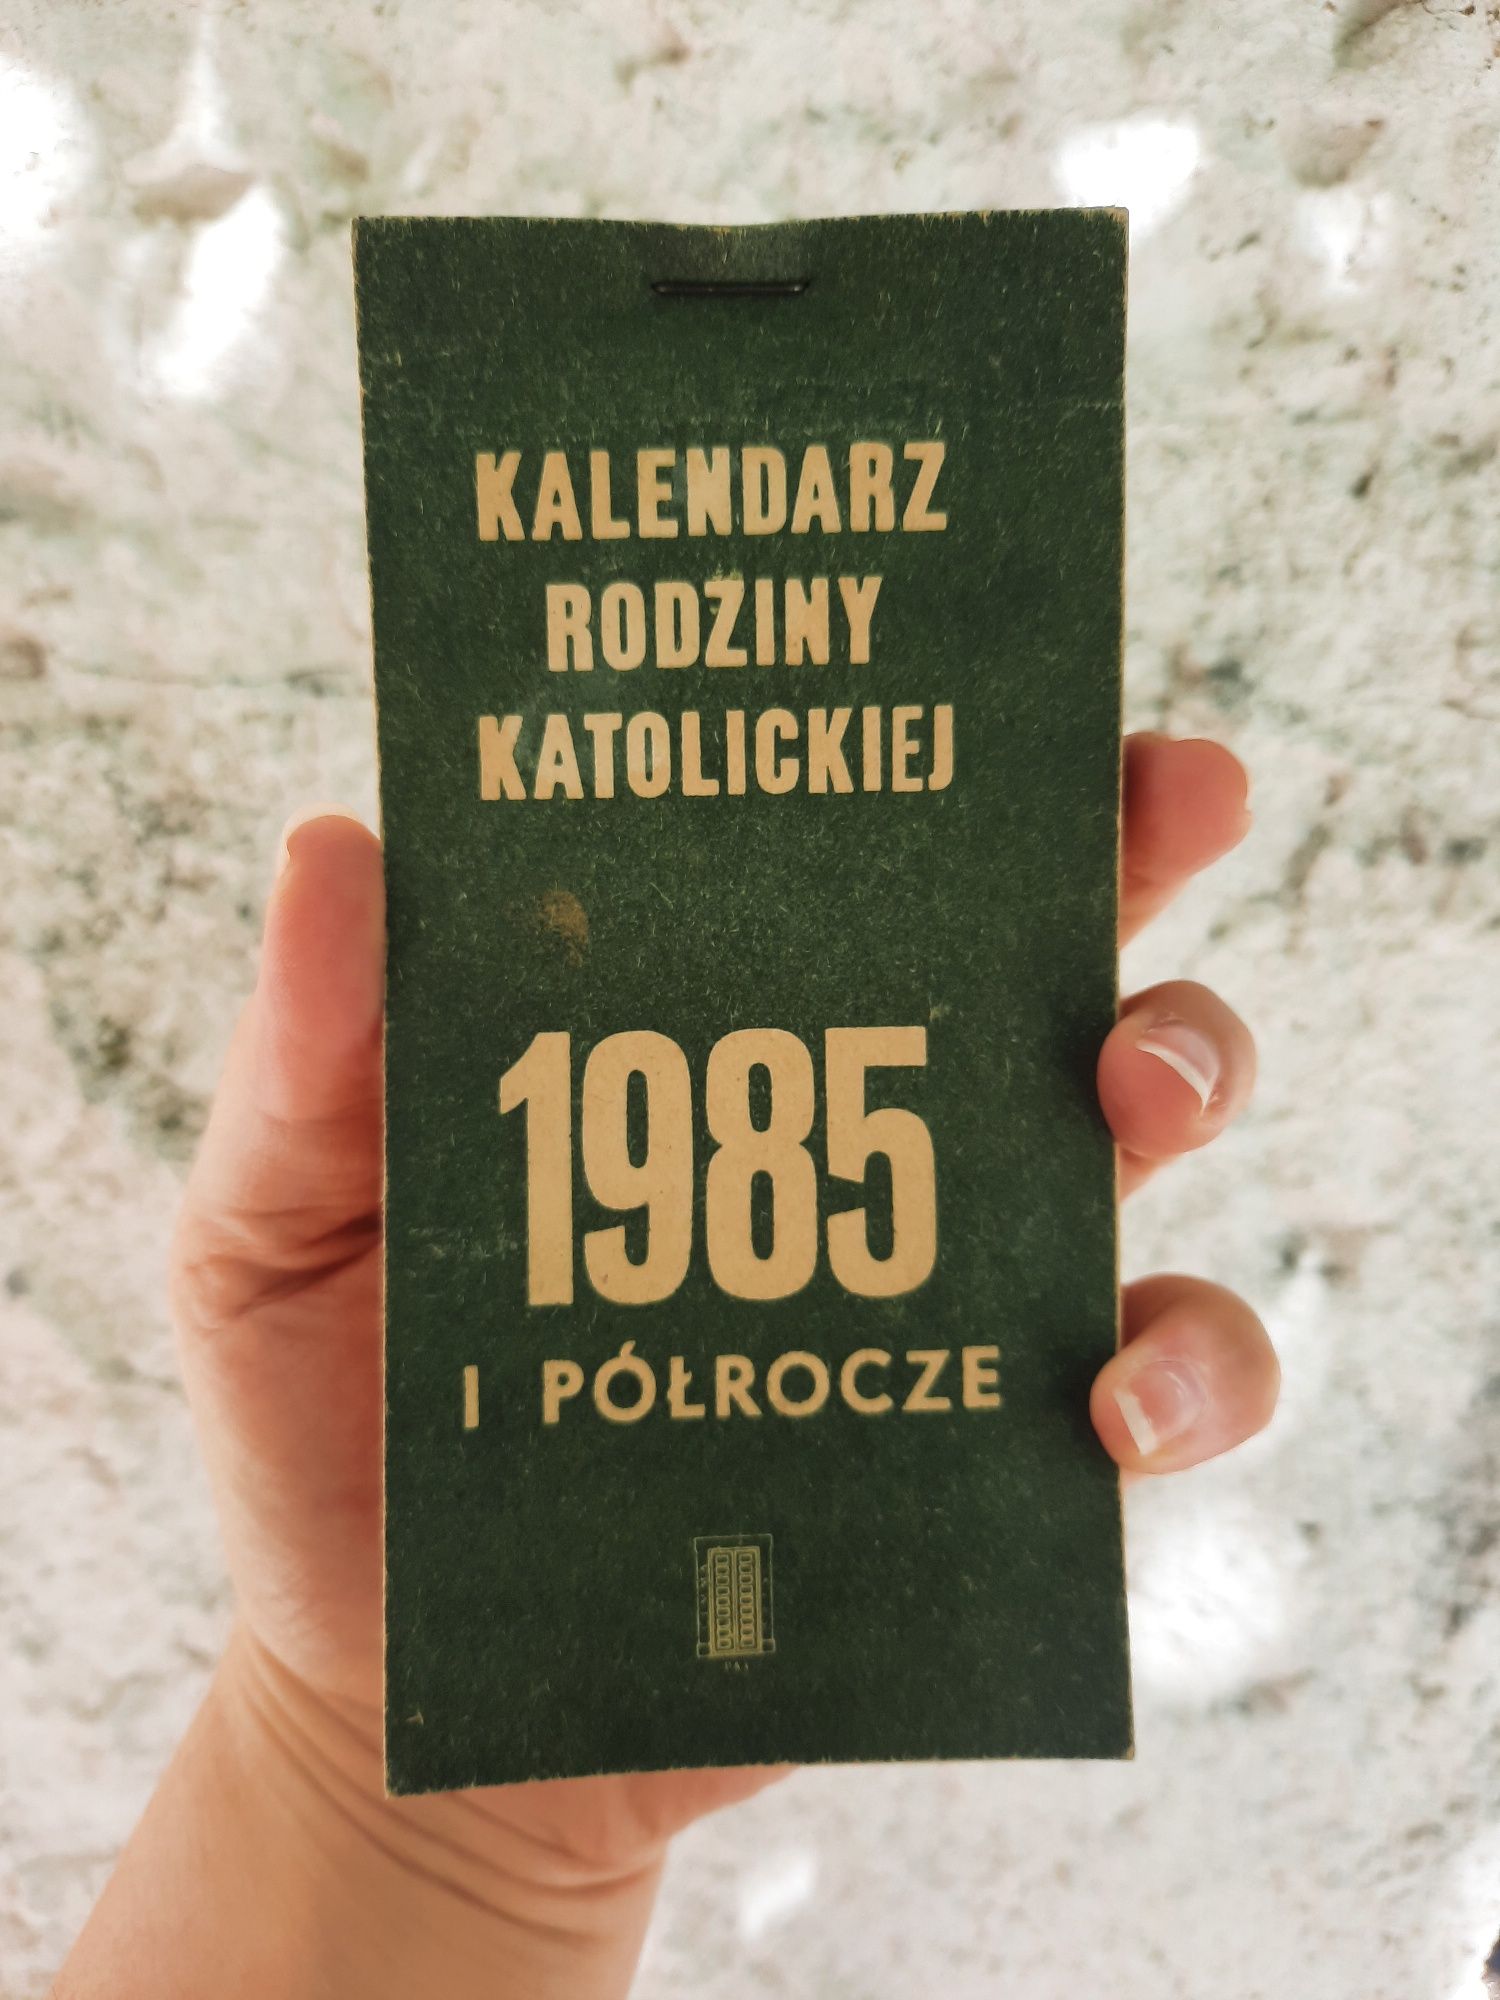 KALENDARZ
RODZINY
KATOLICKIEJ
1985
I PÓŁROCZE